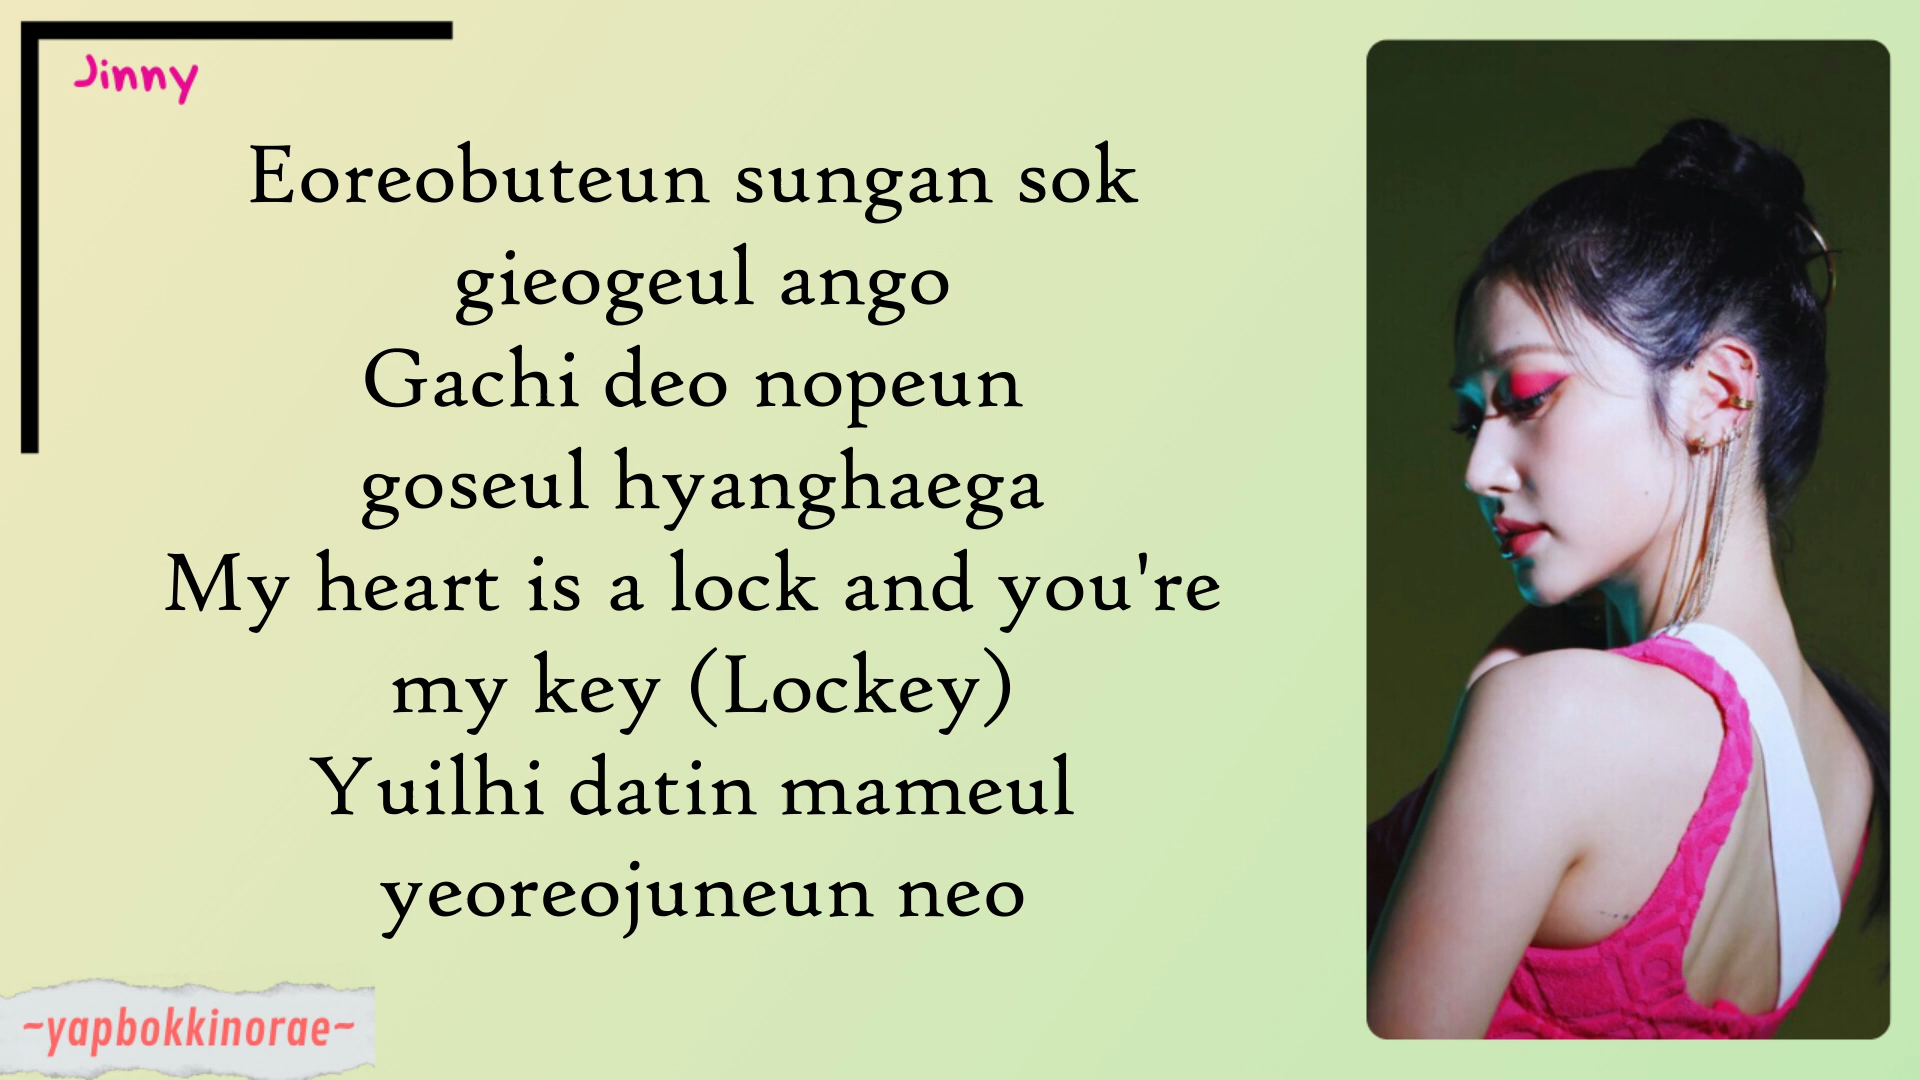 Jinny
Eoreobuteun sungan sok
gieogeul ango
Gachi deo nopeun
goseul hyanghaega
My heart is a lock and you're
my key (Lockey)
Yuilhi datin mameul
yeoreojuneun neo
~yapbokkinorae~